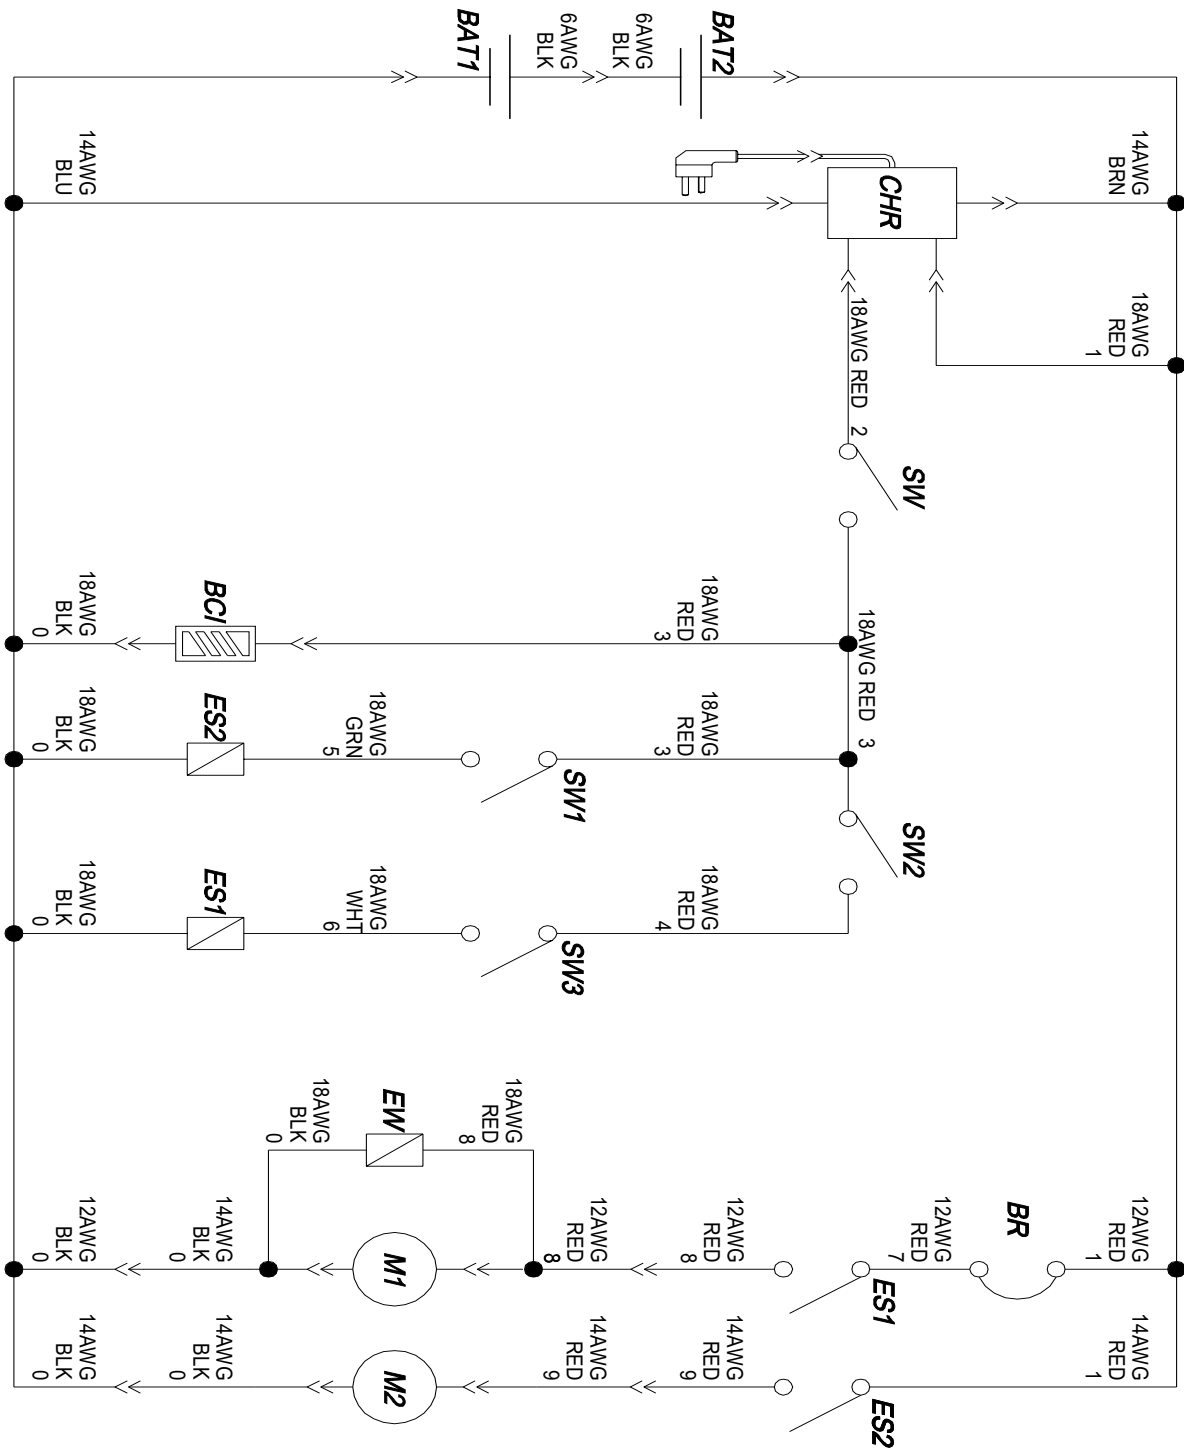 BAT1
6AWG
BLK
6AWG
BLK
BAT2
14AWG
BLU
CHR
14AWG
BRN
18AWG
RED
1
18AWG RED 2
SW
18AWG
BLK
0
BCI
18AWG
RED
3
18AWG RED 3
18AWG
BLK
0
ES2
18AWG
GRN
5
SW1
18AWG
RED
3
SW2
18AWG
BLK
0
ES1
18AWG
WHT
6
SW3
18AWG
RED
4
18AWG
BLK
0
EW
18AWG
RED
8
12AWG
BLK
0
14AWG
BLK
0
M1
12AWG
RED
8
12AWG
RED
8
ES1
12AWG
RED
7
BR
12AWG
RED
1
14AWG
BLK
0
14AWG
BLK
0
M2
14AWG
RED
9
14AWG
RED
9
ES2
14AWG
RED
1